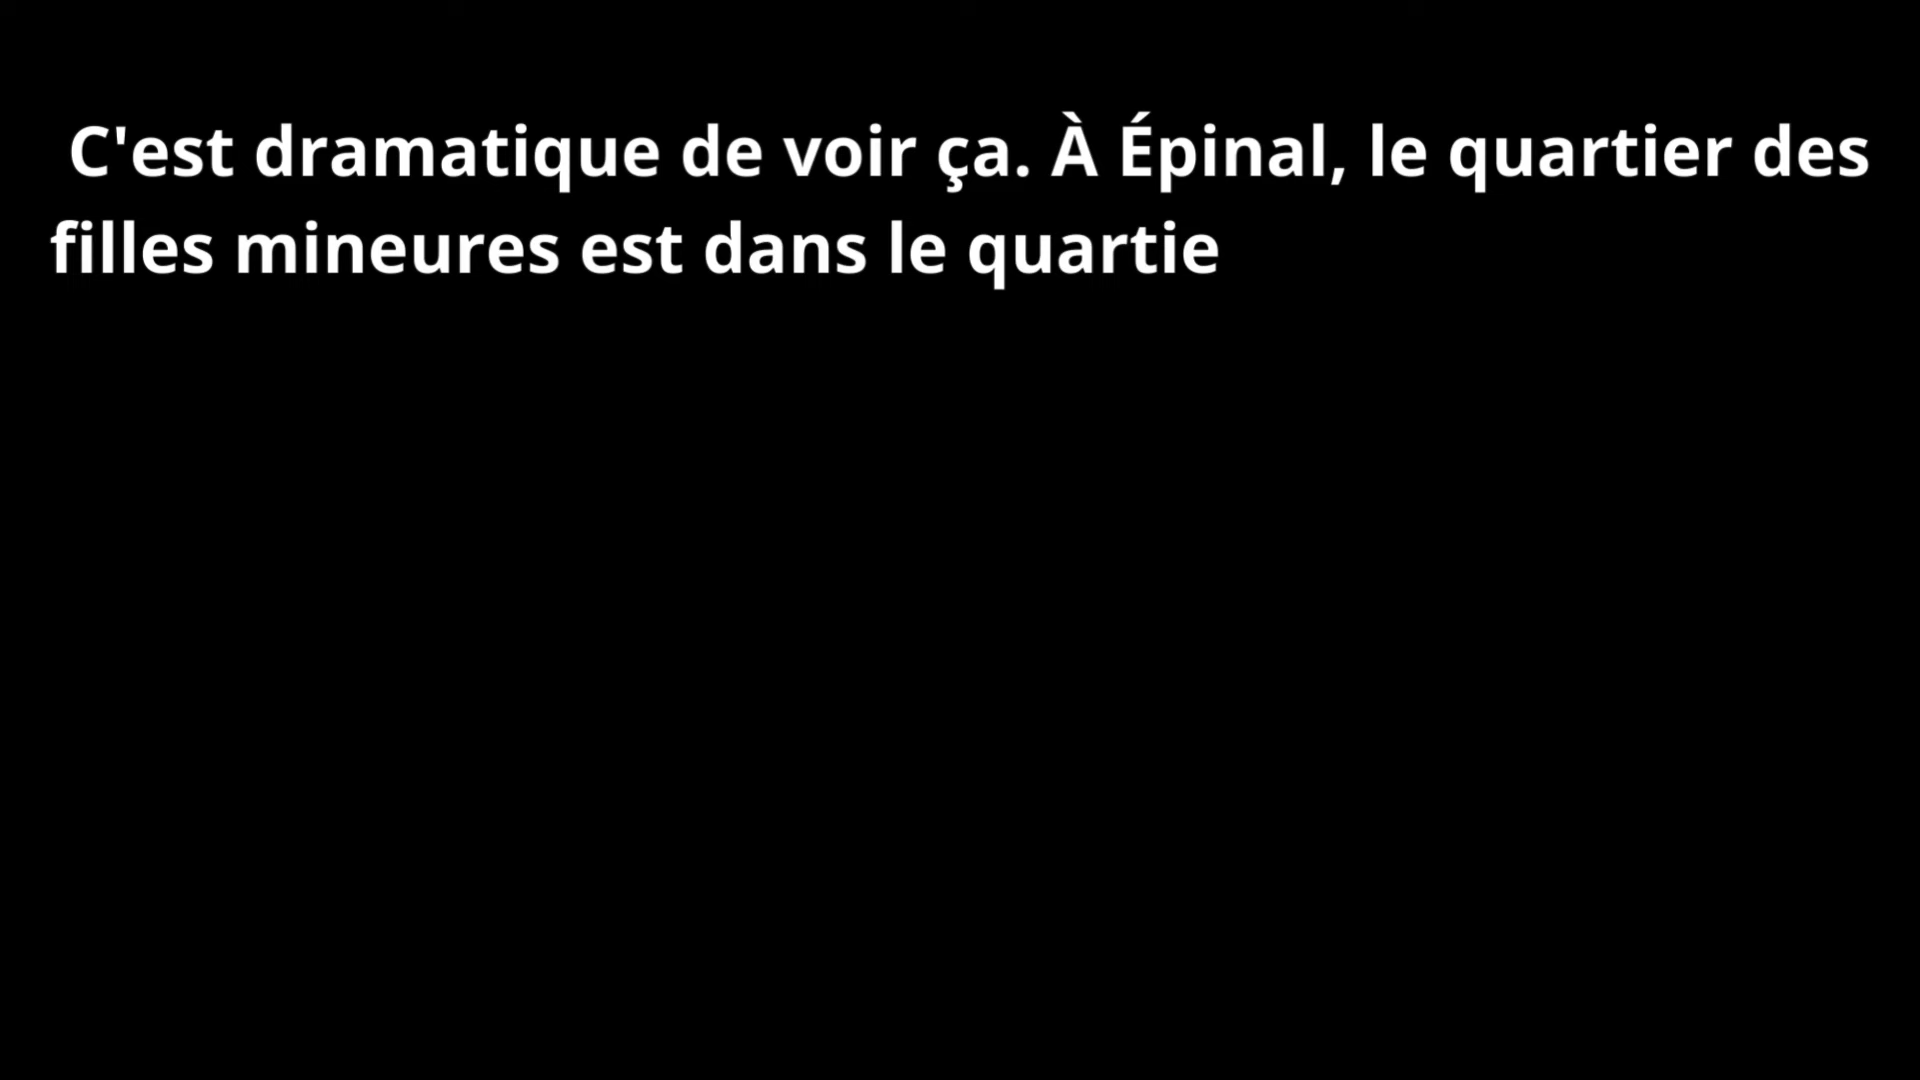 C'est dramatique de voir ça. À Épinal, le quartier des
filles mineures est dans le quartie